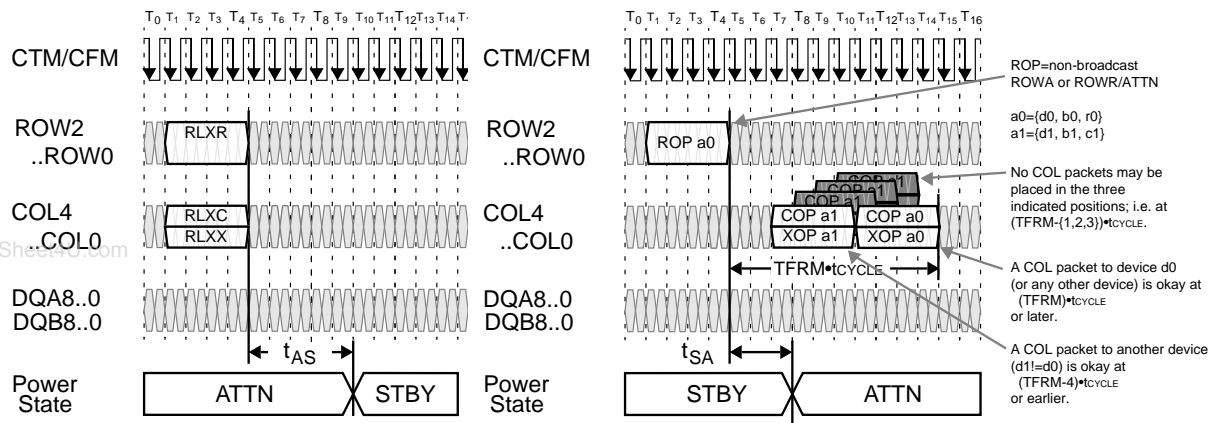 T0 T1 T2 T3 T4 T5 T6 T7 T8 T9 T10 T11 T12 T13 T14
CTM/CFM
ROW2
..ROW0
RLXR
COL4
..COL0
RLXC
RLXX
Sheet4U.com
DQA8..0
DQB8..0
tAS
Power
State
ATTN
STBY
T0 T1 T2 T3 T4 T5 T6 T7 T8 T9 T10 T11 T12 T13 T14 T15 T16
CTM/CFM
ROW2
..ROW0
ROP a0
COL4
..COL0
COP a1
COP a1
COP a1
COP a1
COP a0
XOP a1
XOP a0
TFRM•tCYCLE
DQA8..0
DQB8..0
tSA
Power
State
STBY
ATTN
ROP=non-broadcast
ROWA or ROWR/ATTN
a0={d0, b0, r0}
a1={d1, b1, c1}
No COL packets may be
placed in the three
indicated positions; i.e. at
(TFRM-{1,2,3})•tCYCLE.
A COL packet to device d0
(or any other device) is okay at
(TFRM)•tCYCLE
or later.
A COL packet to another device
(d1!=d0) is okay at
(TFRM-4)•tCYCLE
or earlier.